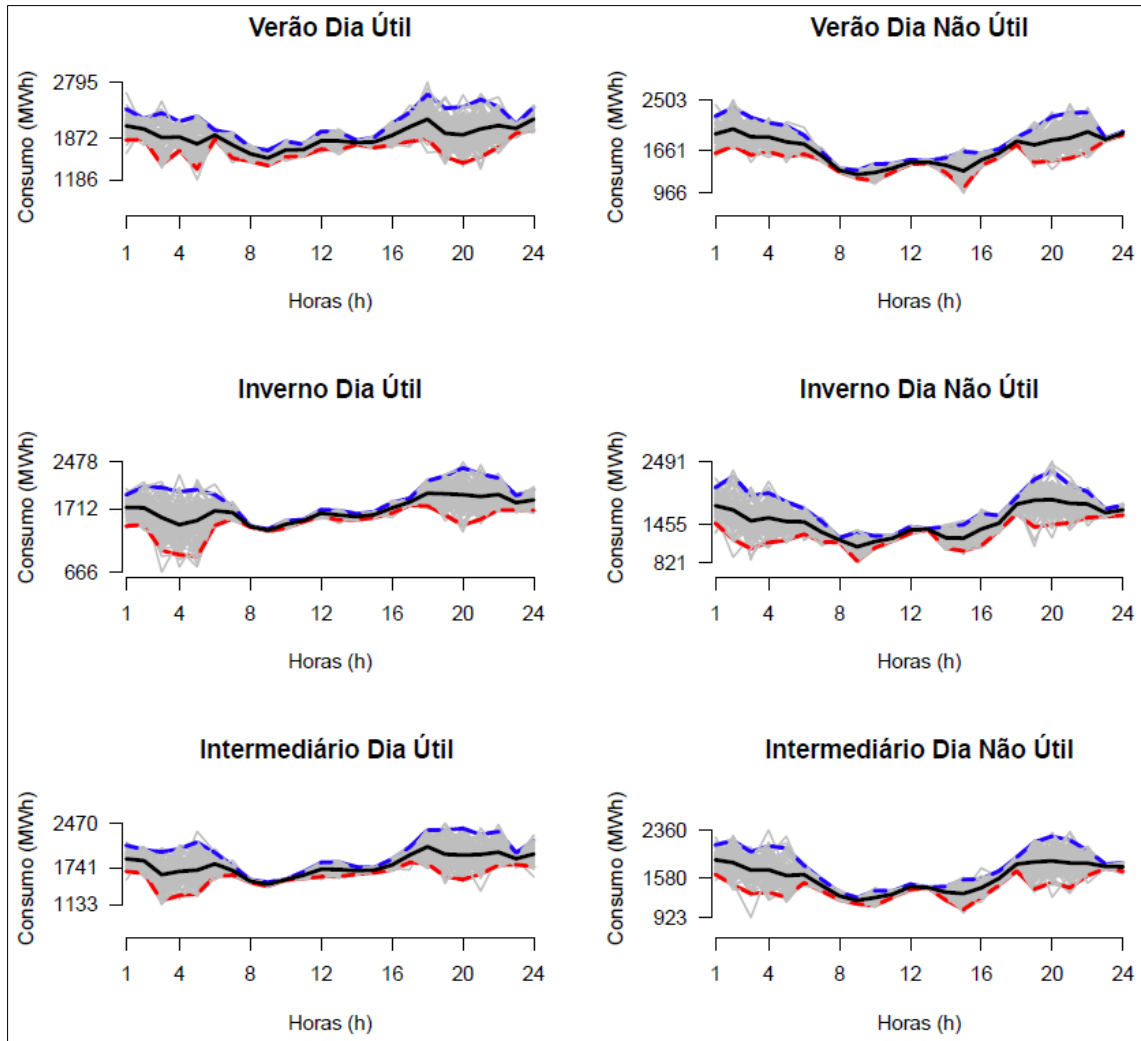 Verão Dia Útil
Consumo (MWh)
2795
1872
1186
1 4 8 12 16 20 24
Horas (h)
Verão Dia Não Útil
Consumo (MWh)
2503
1661
966
1 4 8 12 16 20 24
Horas (h)
Inverno Dia Útil
Consumo (MWh)
2478
1712
666
1 4 8 12 16 20 24
Horas (h)
Inverno Dia Não Útil
Consumo (MWh)
2491
1455
821
1 4 8 12 16 20 24
Horas (h)
Intermediário Dia Útil
Consumo (MWh)
2470
1741
1133
1 4 8 12 16 20 24
Horas (h)
Intermediário Dia Não Útil
Consumo (MWh)
2360
1580
923
1 4 8 12 16 20 24
Horas (h)